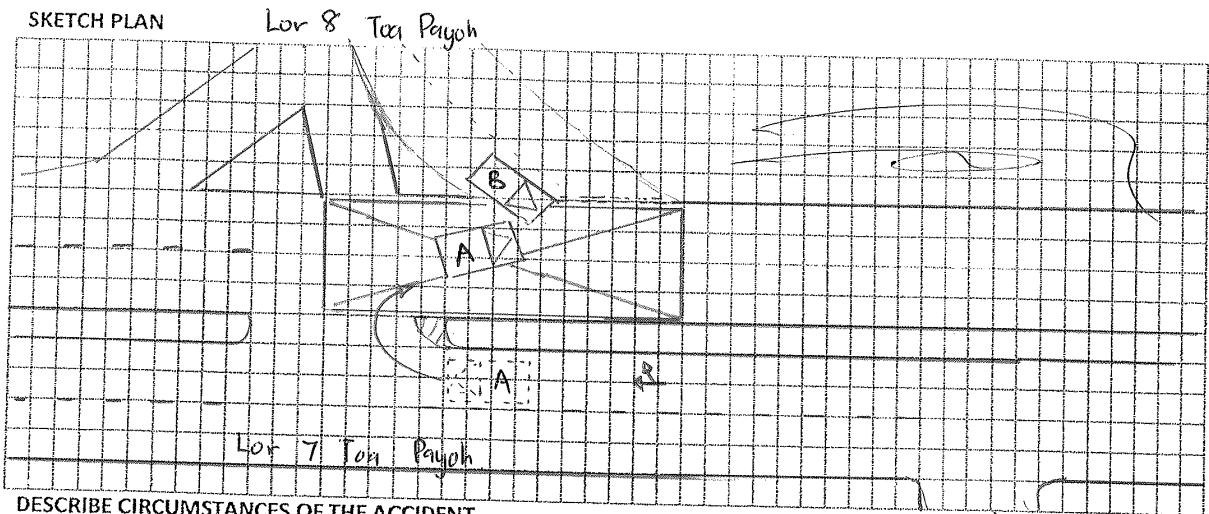 SKETCH PLAN
Lor 8 Toa Payoh
B
A
A
Lor 7 Toa Payoh
DESCRIBE CIRCUMSTANCES OF THE ACCIDENT